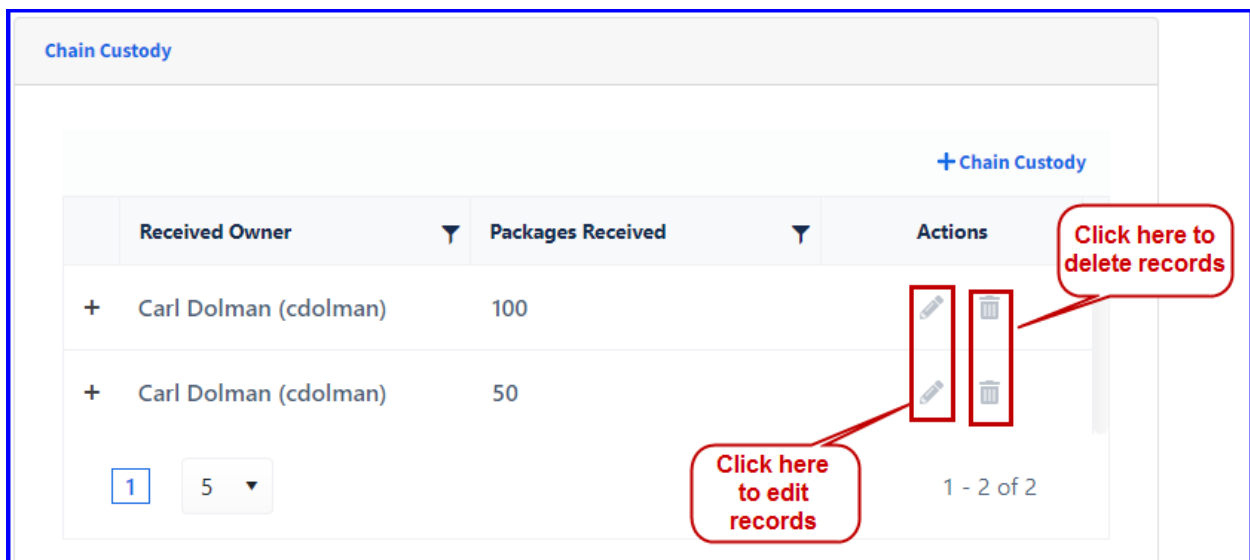 Chain Custody
+ Chain Custody
Received Owner Packages Received Actions
Click here to
delete records
+ Carl Dolman (cdolman) 100
+ Carl Dolman (cdolman) 50
Click here
to edit
records
1 5 1 - 2 of 2